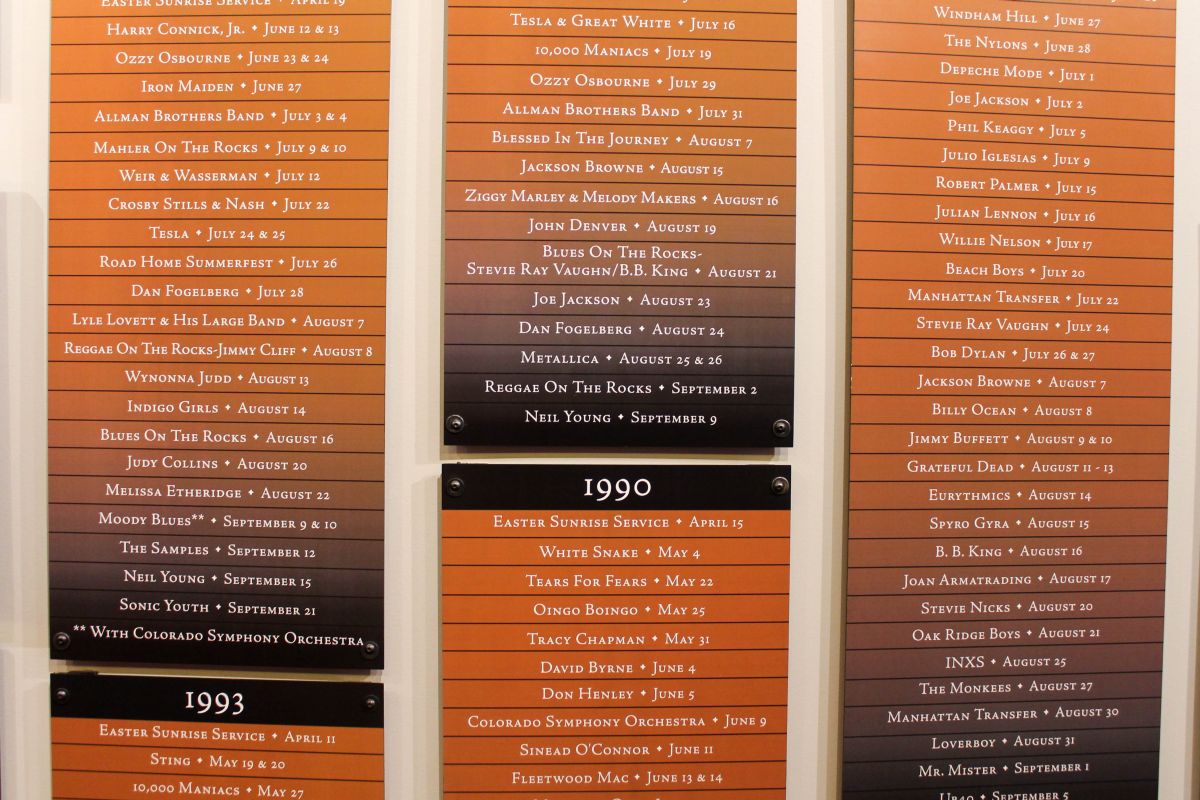 Easter Sunrise Service • April 19
Harry Connick, Jr. • June 12 & 13
Ozzy Osbourne • June 23 & 24
Iron Maiden • June 27
Allman Brothers Band • July 3 & 4
Mahler On The Rocks • July 9 & 10
Weir & Wasserman • July 12
Crosby Stills & Nash • July 22
Tesla • July 24 & 25
Road Home Summerfest • July 26
Dan Fogelberg • July 28
Lyle Lovett & His Large Band • August 7
Reggae On The Rocks-Jimmy Cliff • August 8
Wynonna Judd • August 13
Indigo Girls • August 14
Blues On The Rocks • August 16
Judy Collins • August 20
Melissa Etheridge • August 22
Moody Blues** • September 9 & 10
The Samples • September 12
Neil Young • September 15
Sonic Youth • September 21
** With Colorado Symphony Orchestra
1993
Easter Sunrise Service • April 11
Sting • May 19 & 20
10,000 Maniacs • May 27
Tesla & Great White • July 16
10,000 Maniacs • July 19
Ozzy Osbourne • July 29
Allman Brothers Band • July 31
Blessed In The Journey • August 7
Jackson Browne • August 15
Ziggy Marley & Melody Makers • August 16
John Denver • August 19
Blues On The Rocks-
Stevie Ray Vaughn/B.B. King • August 21
Joe Jackson • August 23
Dan Fogelberg • August 24
Metallica • August 25 & 26
Reggae On The Rocks • September 2
Neil Young • September 9
1990
Easter Sunrise Service • April 15
White Snake • May 4
Tears For Fears • May 22
Oingo Boingo • May 25
Tracy Chapman • May 31
David Byrne • June 4
Don Henley • June 5
Colorado Symphony Orchestra • June 9
Sinead O'Connor • June 11
Fleetwood Mac • June 13 & 14
Windham Hill • June 27
The Nylons • June 28
Depeche Mode • July 1
Joe Jackson • July 2
Phil Keaggy • July 5
Julio Iglesias • July 9
Robert Palmer • July 15
Julian Lennon • July 16
Willie Nelson • July 17
Beach Boys • July 20
Manhattan Transfer • July 22
Stevie Ray Vaughn • July 24
Bob Dylan • July 26 & 27
Jackson Browne • August 7
Billy Ocean • August 8
Jimmy Buffett • August 9 & 10
Grateful Dead • August 11 - 13
Eurythmics • August 14
Spyro Gyra • August 15
B. B. King • August 16
Joan Armatrading • August 17
Stevie Nicks • August 20
Oak Ridge Boys • August 21
INXS • August 25
The Monkees • August 27
Manhattan Transfer • August 30
Loverboy • August 31
Mr. Mister • September 1
UB40 • September 5